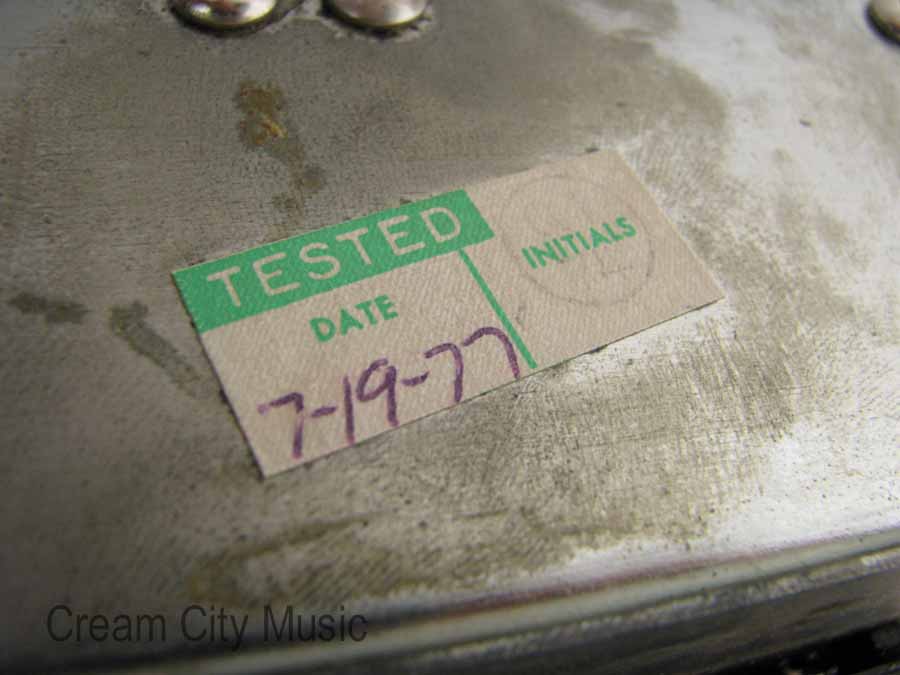 TESTED
DATE
7-19-77
INITIALS
Cream City Music